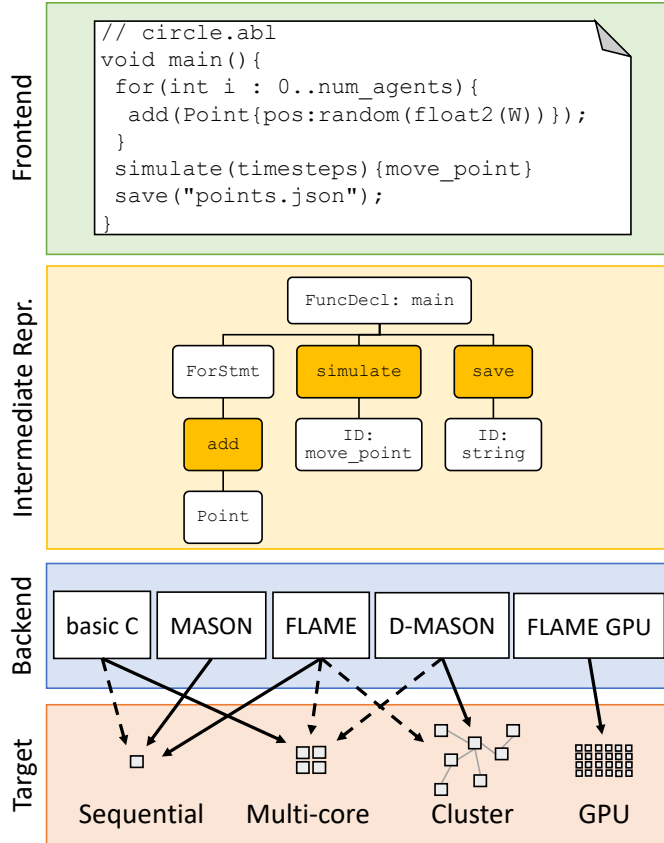 Frontend
// circle.abl
void main(){
for(int i : 0..num_agents){
add(Point{pos:random(float2(W))});
}
simulate(timesteps){move_point}
save("points.json");
}
Intermediate Repr.
FuncDecl: main
ForStmt simulate save
add ID: move_point ID: string
Point
Backend
basic C MASON FLAME D-MASON FLAME GPU
Target
Sequential Multi-core Cluster GPU